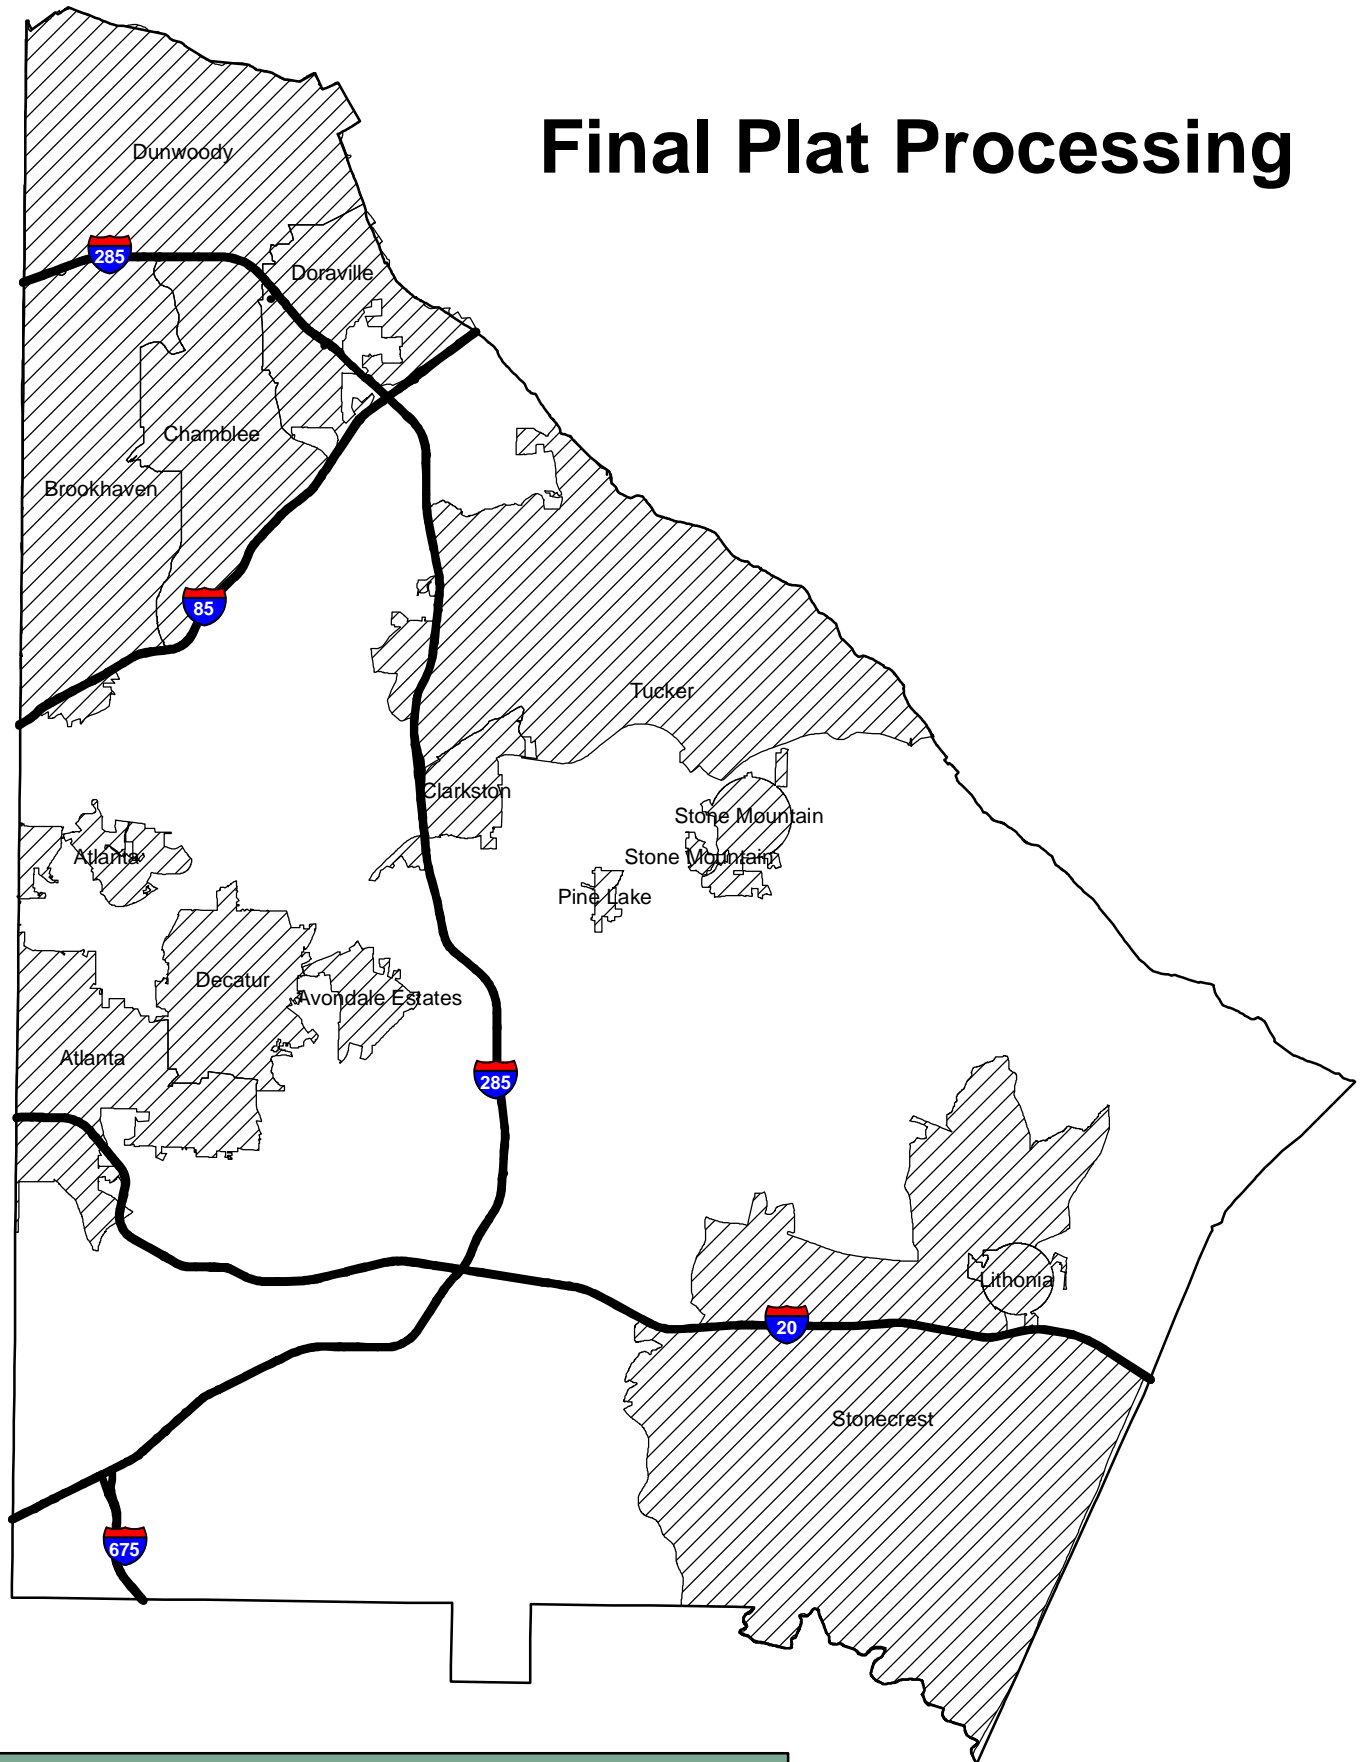 Final Plat Processing
Dunwoody
285
Doraville
Chamblee
Brookhaven
85
Tucker
Clarkston
Stone Mountain
Atlanta
Stone Mountain
Pine Lake
Decatur
Avondale Estates
Atlanta
285
Lithonia
20
Stonecrest
675